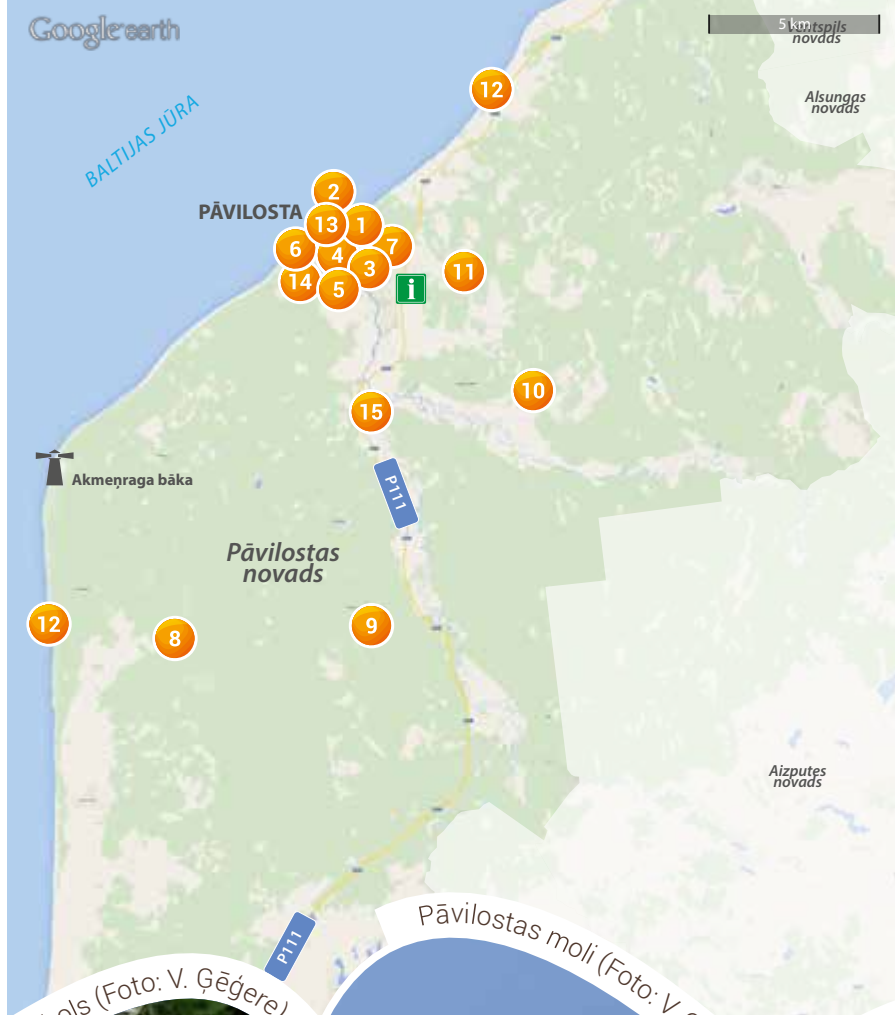 Google earth
5 km
Ventspils
novads
Alsungas
novads
BALTIJAS JŪRA
12
2
PĀVILOSTA
13
1
6
4
7
3
11
14
5
i
10
15
Akmeņraga bāka
P111
Pāvilostas
novads
12
8
9
Aizputes
novads
P111
Pāvilostas moli (Foto: V.
(Foto: V. Ģēģere)